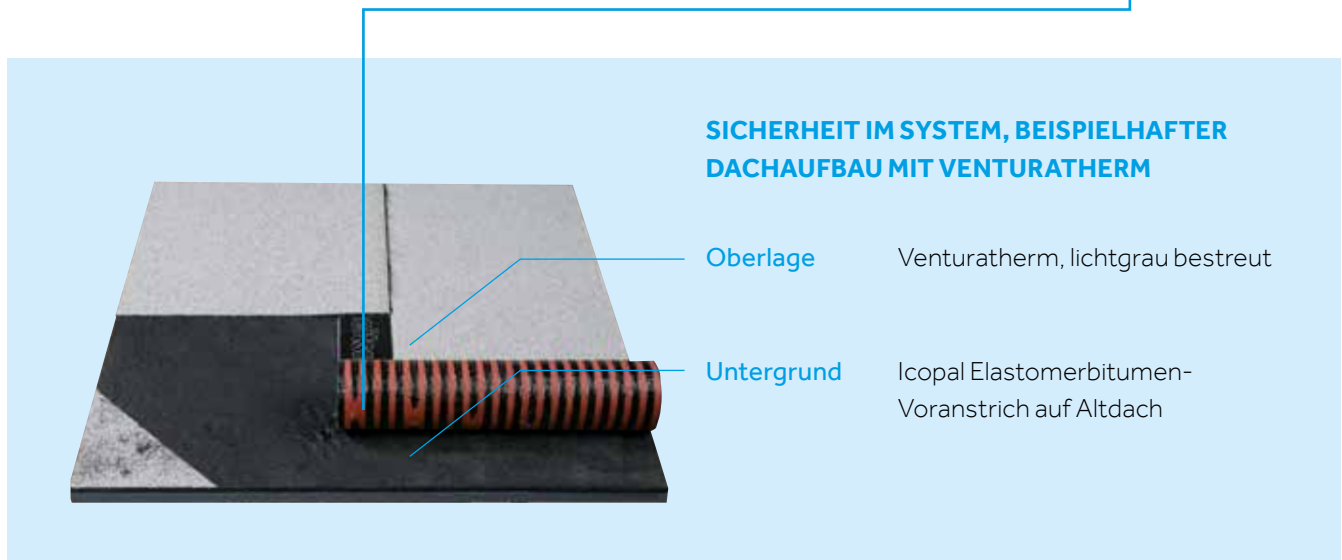 SICHERHEIT IM SYSTEM, BEISPIELHAFTER
DACHAUFBAU MIT VENTURATHERM
Oberlage Venturatherm, lichtgrau bestreut
Untergrund Icopal Elastomerbitumen-
Voranstrich auf Altdach